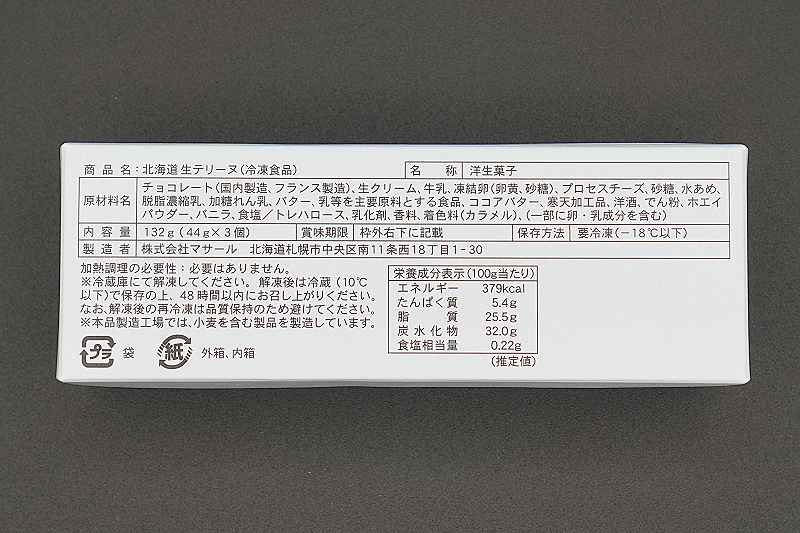 商品名：北海道 生テリーヌ（冷凍食品） 名称 洋生菓子
原材料名 チョコレート（国内製造、フランス製造）、生クリーム、牛乳、凍結卵（卵黄、砂糖）、プロセスチーズ、砂糖、水あめ、
脱脂濃縮乳、加糖れん乳、バター、乳等を主要原料とする食品、ココアバター、寒天加工品、洋酒、でん粉、ホエイ
パウダー、バニラ、食塩／トレハロース、乳化剤、香料、着色料（カラメル）、（一部に卵・乳成分を含む）
内容量 132g（44g×3個） 賞味期限 枠外右下に記載 保存方法 要冷凍（－18℃以下）
製造者 株式会社マサール 北海道札幌市中央区南11条西18丁目1-30
加熱調理の必要性：必要はありません。
※冷蔵庫にて解凍してください。解凍後は冷蔵（10℃
以下）で保存の上、48時間以内にお召し上がりください。
なお、解凍後の再冷凍は品質保持のため避けてください。
※本品製造工場では、小麦を含む製品を製造しています。
プラ 袋 紙 外箱、内箱
栄養成分表示（100g当たり）
エネルギー 379kcal
たんぱく質 5.4g
脂質 25.5g
炭水化物 32.0g
食塩相当量 0.22g
（推定値）